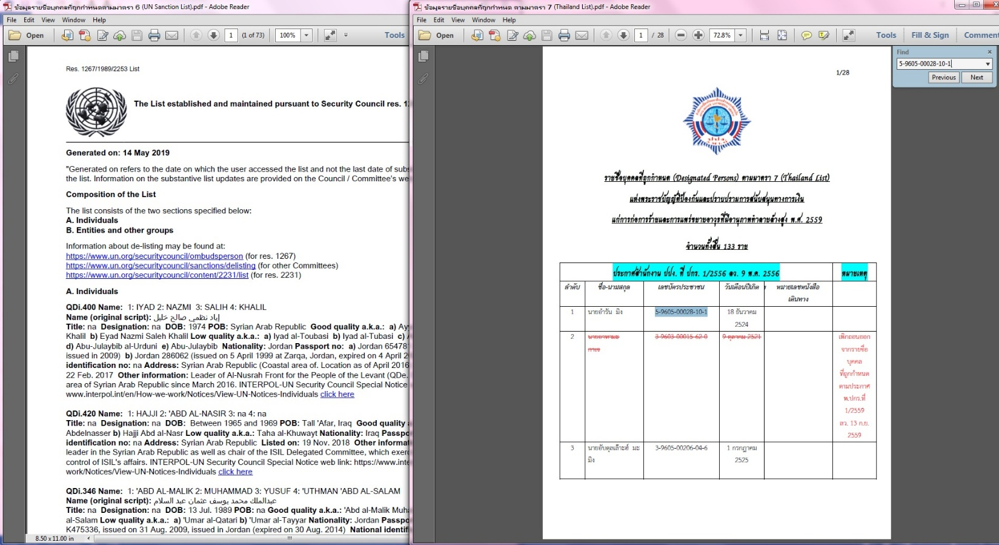 ข้อมูลรายชื่อบุคคลที่ถูกกำหนดตามมาตรา 6 (UN Sanction List).pdf - Adobe Reader
File Edit View Window Help
Open
1 (1 of 73)
100%
Tools
Res. 1267/1989/2253 List
The List established and maintained pursuant to Security Council res. 12
Generated on: 14 May 2019
"Generated on refers to the date on which the user accessed the list and not the last date of subs
the list. Information on the substantive list updates are provided on the Council / Committee's we
Composition of the List
The list consists of the two sections specified below:
A. Individuals
B. Entities and other groups
Information about de-listing may be found at:
https://www.un.org/securitycouncil/ombudsperson (for res. 1267)
https://www.un.org/securitycouncil/sanctions/delisting (for other Committees)
https://www.un.org/securitycouncil/content/2231/list (for res. 2231)
A. Individuals
QDi.400 Name: 1: IYAD 2: NAZMI 3: SALIH 4: KHALIL
Name (original script): إياد نظمي صالح خليل
Title: na Designation: na DOB: 1974 POB: Syrian Arab Republic Good quality a.k.a.: a) Ay
Khalil b) Eyad Nazmi Saleh Khalil Low quality a.k.a.: a) Iyad al-Toubasi b) Iyad al-Tubasi c)
d) Abu-Julaybib al-Urduni e) Abu-Julaybib Nationality: Jordan Passport no: a) Jordan 65478
issued in 2009) b) Jordan 286062 (issued on 5 April 1999 at Zarqa, Jordan, expired on 4 April 2
identification no: na Address: Syrian Arab Republic (Coastal area of. Location as of April 2016
22 Feb. 2017 Other information: Leader of Al-Nusrah Front for the People of the Levant (QDe.
area of Syrian Arab Republic since March 2016. INTERPOL-UN Security Council Special Notice
www.interpol.int/en/How-we-work/Notices/View-UN-Notices-Individuals click here
QDi.420 Name: 1: HAJJI 2: 'ABD AL-NASIR 3: na 4: na
Title: na Designation: na DOB: Between 1965 and 1969 POB: Tall 'Afar, Iraq Good quality
Abdelnasser b) Hajji Abd al-Nasr Low quality a.k.a.: Taha al-Khuwayt Nationality: Iraq Passpo
identification no: na Address: Syrian Arab Republic Listed on: 19 Nov. 2018 Other informat
leader in the Syrian Arab Republic as well as chair of the ISIL Delegated Committee, which exer
control of ISIL's affairs. INTERPOL-UN Security Council Special Notice web link: https://www.inte
work/Notices/View-UN-Notices-Individuals click here
QDi.346 Name: 1: 'ABD AL-MALIK 2: MUHAMMAD 3: YUSUF 4: 'UTHMAN 'ABD AL-SALAM
Name (original script): عبدالملك محمد يوسف عثمان عبد السلام
Title: na Designation: na DOB: 13 Jul. 1989 POB: na Good quality a.k.a.: 'Abd al-Malik Muh
al-Salam Low quality a.k.a.: a) 'Umar al-Qatari b) 'Umar al-Tayyar Nationality: Jordan Passpo
K475336, issued on 31 Aug. 2009, issued in Jordan (expired on 30 Aug. 2014) National identif
8.50 x 11.00 in
ข้อมูลรายชื่อบุคคลที่ถูกกำหนด ตามมาตรา 7 (Thailand List).pdf - Adobe Reader
File Edit View Window Help
Open
1 / 28
72.8%
Tools Fill & Sign Comment
Find
5-9605-00028-10-1
Previous Next
1/28
รายชื่อบุคคลที่ถูกกำหนด (Designated Persons) ตามมาตรา 7 (Thailand List)
แห่งพระราชบัญญัติป้องกันและปราบปรามการสนับสนุนทางการเงิน
แก่การก่อการร้ายและการแพร่ขยายอาวุธที่มีอานุภาพทำลายล้างสูง พ.ศ. 2559
จำนวนทั้งสิ้น 133 ราย
ประกาศสำนักงาน ปปง. ที่ ปกร. 1/2556 ลว. 9 พ.ค. 2556 หมายเหตุ
ลำดับ ชื่อ-นามสกุล เลขบัตรประชาชน วันเดือนปีเกิด หมายเลขหนังสือ
เดินทาง
1 นายอำรัน มิง 5-9605-00028-10-1 18 ธันวาคม
2524
2 นายอาหามะ 3-9603-00015-62-0 9 ตุลาคม 2521 เพิกถอนออก
กาเจ จากรายชื่อ
บุคคล
ที่ถูกกำหนด
ตามประกาศ
พ.ปกร.ที่
1/2559
ลว. 13 ก.ย.
2559
3 นายอับดุลเล๊าะฮ์ มะ 3-9605-00206-04-6 1 กรกฎาคม
มิง 2525